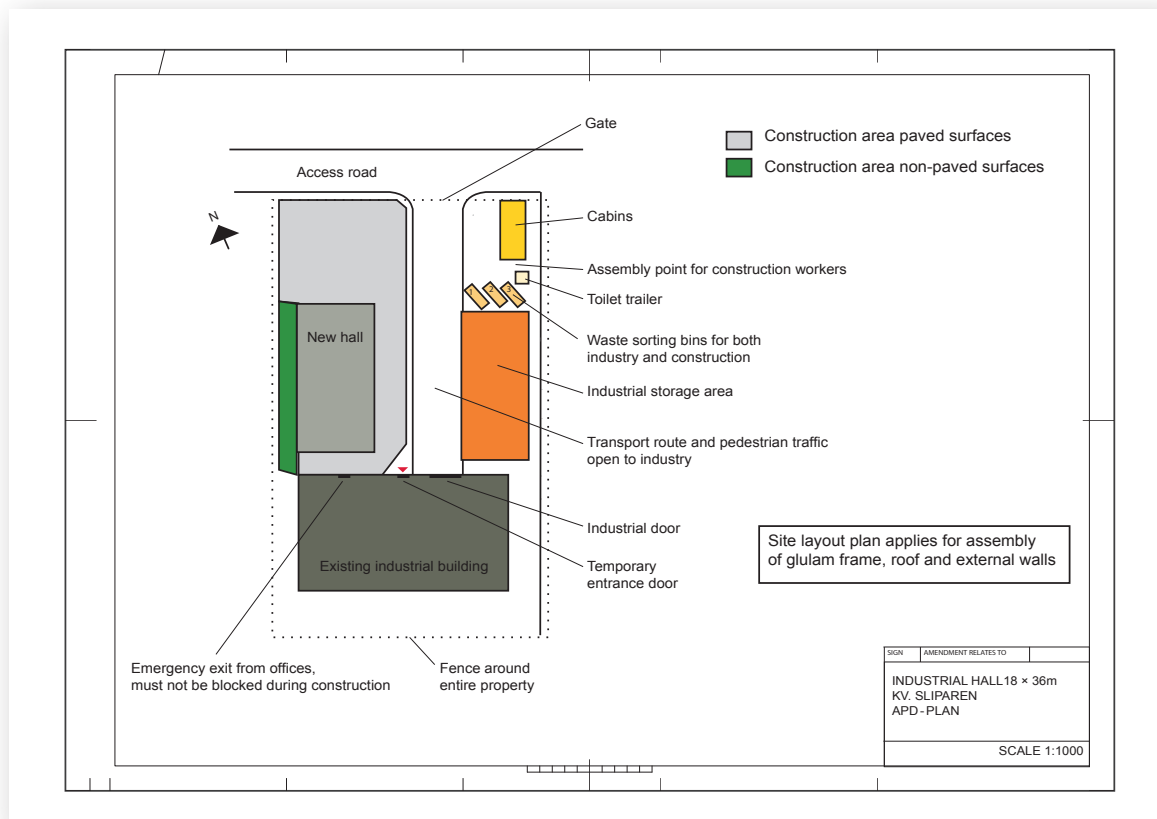 Gate
Construction area paved surfaces
Construction area non-paved surfaces
Access road
N
Cabins
Assembly point for construction workers
Toilet trailer
1 2 3
Waste sorting bins for both
industry and construction
New hall
Industrial storage area
Transport route and pedestrian traffic
open to industry
Industrial door
Site layout plan applies for assembly
of glulam frame, roof and external walls
Existing industrial building
Temporary
entrance door
Emergency exit from offices,
must not be blocked during construction
Fence around
entire property
SIGN AMENDMENT RELATES TO
INDUSTRIAL HALL18 × 36m
KV. SLIPAREN
APD-PLAN
SCALE 1:1000